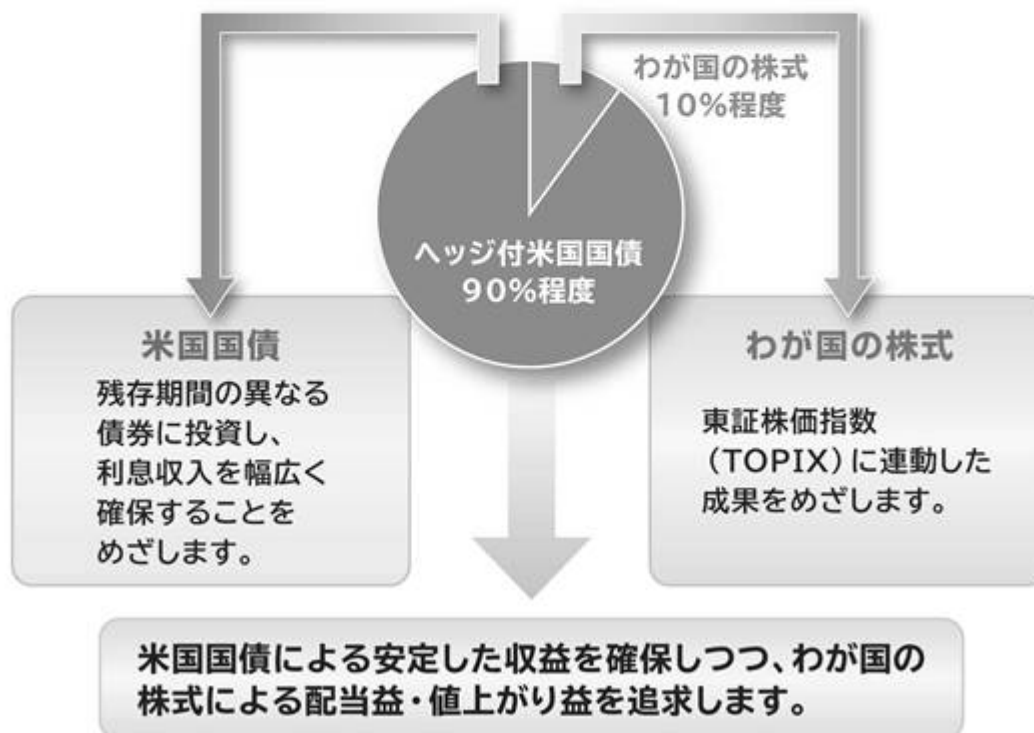 わが国の株式
10%程度
ヘッジ付米国国債
90%程度
米国国債
残存期間の異なる
債券に投資し、
利息収入を幅広く
確保することを
めざします。
わが国の株式
東証株価指数
(TOPIX)に連動した
成果をめざします。
米国国債による安定した収益を確保しつつ、わが国の
株式による配当益・値上がり益を追求します。